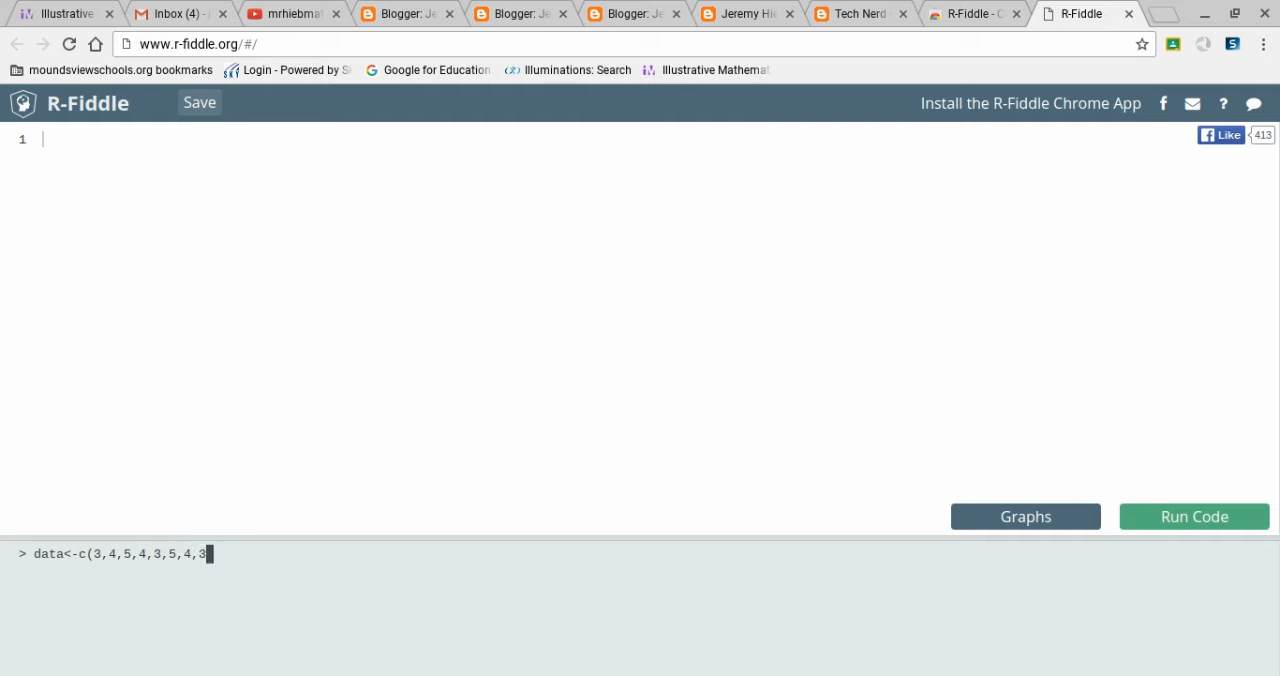 Illustrative
Inbox (4) -
mrhiebmat
Blogger: Je
Blogger: Je
Blogger: Je
Jeremy Hie
Tech Nerd
R-Fiddle - C
R-Fiddle
www.r-fiddle.org/#/
moundsviewschools.org bookmarks
Login - Powered by Sk
Google for Education
Illuminations: Search
Illustrative Mathemat
R-Fiddle
Save
Install the R-Fiddle Chrome App
f
?
1
Like
413
Graphs
Run Code
> data<-c(3,4,5,4,3,5,4,3